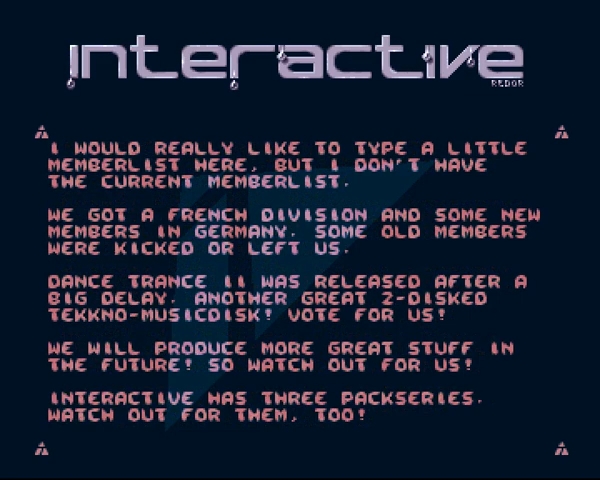 interactive
REDOR
I WOULD REALLY LIKE TO TYPE A LITTLE
MEMBERLIST HERE, BUT I DON'T HAVE
THE CURRENT MEMBERLIST.
WE GOT A FRENCH DIVISION AND SOME NEW
MEMBERS IN GERMANY. SOME OLD MEMBERS
WERE KICKED OR LEFT US.
DANCE TRANCE II WAS RELEASED AFTER A
BIG DELAY. ANOTHER GREAT 2-DISKED
TEKKNO-MUSICDISK! VOTE FOR US!
WE WILL PRODUCE MORE GREAT STUFF IN
THE FUTURE! SO WATCH OUT FOR US!
INTERACTIVE HAS THREE PACKSERIES.
WATCH OUT FOR THEM, TOO!